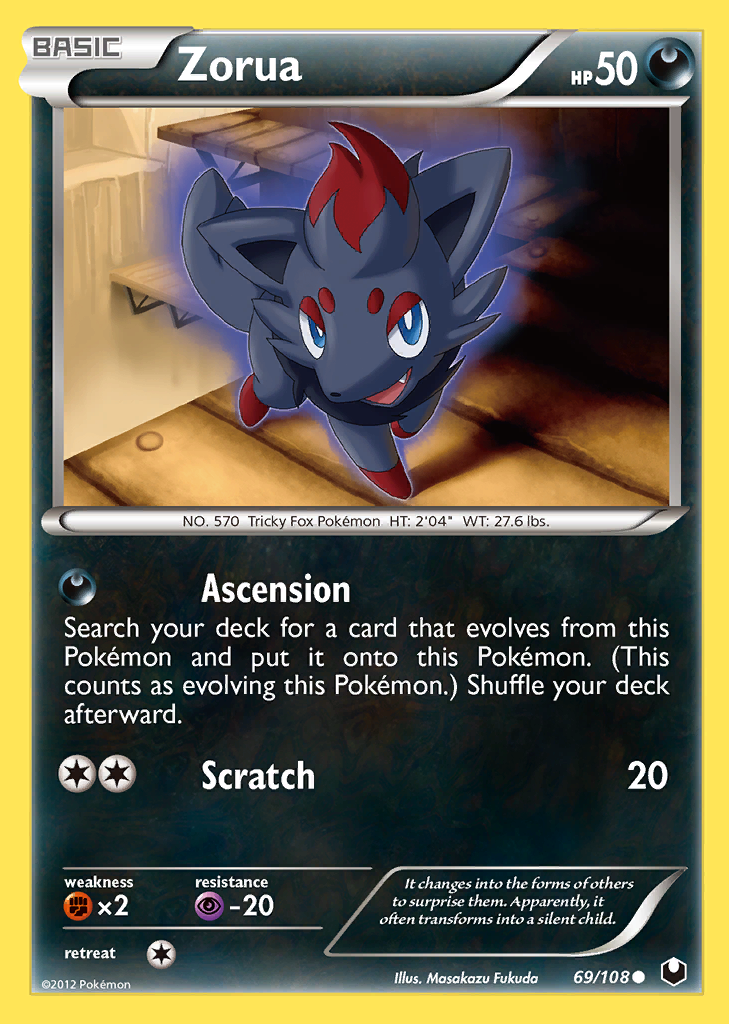 BASIC
Zorua
HP50
NO. 570 Tricky Fox Pokémon HT: 2'04" WT: 27.6 lbs.
Ascension
Search your deck for a card that evolves from this
Pokémon and put it onto this Pokémon. (This
counts as evolving this Pokémon.) Shuffle your deck
afterward.
Scratch 20
weakness resistance
×2 -20
retreat
It changes into the forms of others
to surprise them. Apparently, it
often transforms into a silent child.
©2012 Pokémon
Illus. Masakazu Fukuda
69/108